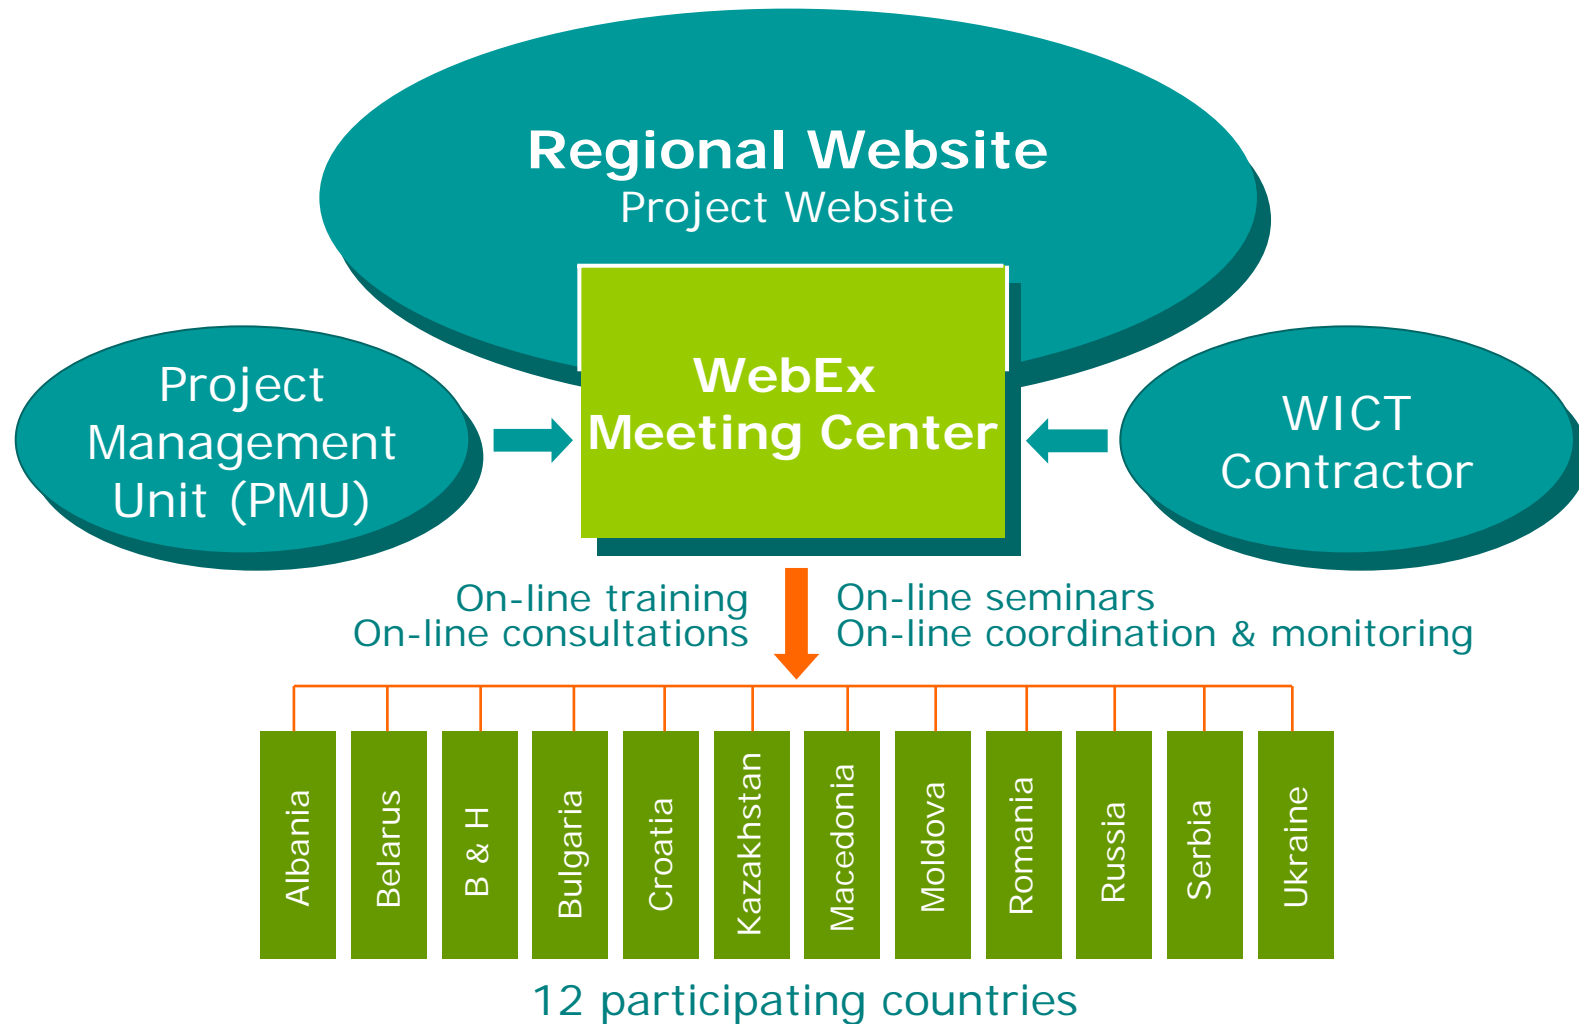 Regional Website
Project Website
WebEx
Meeting Center
Project
Management
Unit (PMU)
WICT
Contractor
On-line training
On-line consultations
On-line seminars
On-line coordination & monitoring
Albania
Belarus
B & H
Bulgaria
Croatia
Kazakhstan
Macedonia
Moldova
Romania
Russia
Serbia
Ukraine
12 participating countries